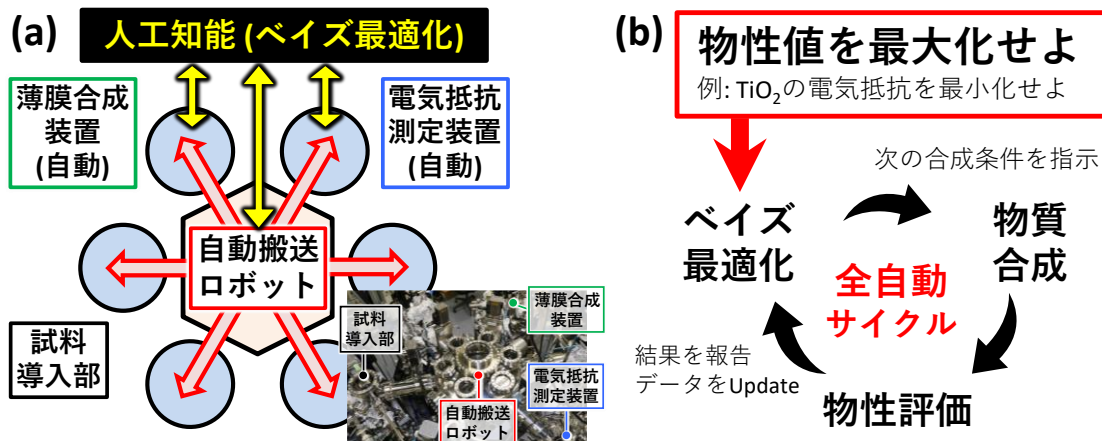 (a)
人工知能 (ベイズ最適化)
薄膜合成
装置
(自動)
電気抵抗
測定装置
(自動)
自動搬送
ロボット
試料
導入部
試料
導入部
薄膜合成
装置
電気抵抗
測定装置
自動搬送
ロボット
(b)
物性値を最大化せよ
例: TiO₂の電気抵抗を最小化せよ
次の合成条件を指示
ベイズ
最適化
物質
合成
全自動
サイクル
結果を報告
データをUpdate
物性評価